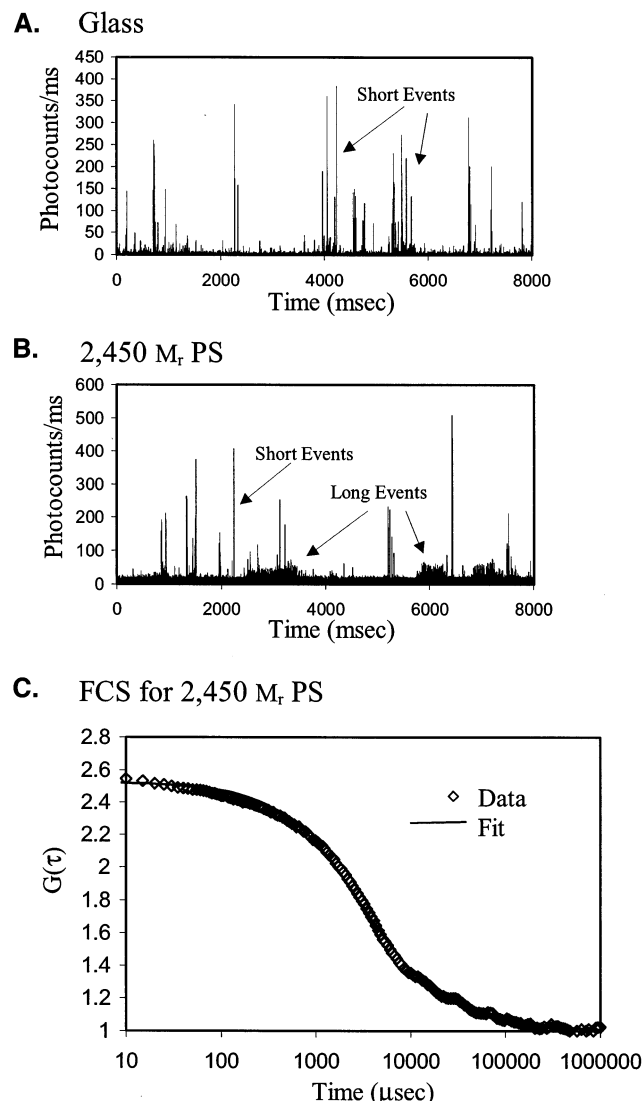 A. Glass
Photocounts/ms
450
400
350
300
250
200
150
100
50
0
Short Events
0 2000 4000 6000 8000
Time (msec)
B. 2,450 Mr PS
Photocounts/ms
600
500
400
300
200
100
0
Short Events
Long Events
0 2000 4000 6000 8000
Time (msec)
C. FCS for 2,450 Mr PS
G(τ)
2.8
2.6
2.4
2.2
2
1.8
1.6
1.4
1.2
1
Data
Fit
10 100 1000 10000 100000 1000000
Time (μsec)